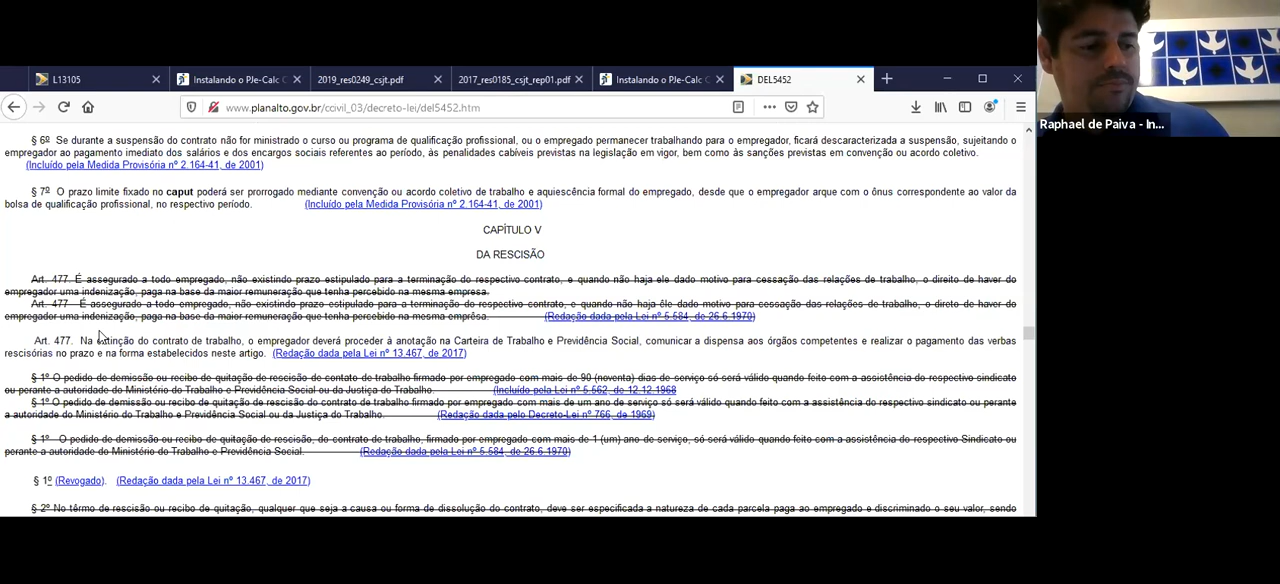 L13105
Instalando o PJe-Calc C
2019_res0249_csjt.pdf
2017_res0185_csjt_rep01.pdf
Instalando o PJe-Calc C
DEL5452
www.planalto.gov.br/ccivil_03/decreto-lei/del5452.htm
Raphael de Paiva - In...
§ 6º Se durante a suspensão do contrato não for ministrado o curso ou programa de qualificação profissional, ou o empregado permanecer trabalhando para o empregador, ficará descaracterizada a suspensão, sujeitando o
empregador ao pagamento imediato dos salários e dos encargos sociais referentes ao período, às penalidades cabíveis previstas na legislação em vigor, bem como às sanções previstas em convenção ou acordo coletivo.
(Incluído pela Medida Provisória nº 2.164-41, de 2001)
§ 7º O prazo limite fixado no caput poderá ser prorrogado mediante convenção ou acordo coletivo de trabalho e aquiescência formal do empregado, desde que o empregador arque com o ônus correspondente ao valor da
bolsa de qualificação profissional, no respectivo período. (Incluído pela Medida Provisória nº 2.164-41, de 2001)
CAPÍTULO V
DA RESCISÃO
Art. 477 É assegurado a todo empregado, não existindo prazo estipulado para a terminação do respectivo contrato, e quando não haja ele dado motivo para cessação das relações de trabalho, o direito de haver do
empregador uma indenização, paga na base da maior remuneração que tenha percebido na mesma empresa.
Art. 477 - É assegurado a todo empregado, não existindo prazo estipulado para a terminação do respectivo contrato, e quando não haja êle dado motivo para cessação das relações de trabalho, o direto de haver do
empregador uma indenização, paga na base da maior remuneração que tenha percebido na mesma emprêsa. (Redação dada pela Lei nº 5.584, de 26.6.1970)
Art. 477. Na extinção do contrato de trabalho, o empregador deverá proceder à anotação na Carteira de Trabalho e Previdência Social, comunicar a dispensa aos órgãos competentes e realizar o pagamento das verbas
rescisórias no prazo e na forma estabelecidos neste artigo. (Redação dada pela Lei nº 13.467, de 2017)
§ 1º O pedido de demissão ou recibo de quitação de rescisão de contato de trabalho firmado por empregado com mais de 90 (noventa) dias de serviço só será válido quando feito com a assistência do respectivo sindicato
ou perante a autoridade do Ministério do Trabalho e Previdência Social ou da Justiça do Trabalho. (Incluído pela Lei nº 5.562, de 12.12.1968
§ 1º O pedido de demissão ou recibo de quitação de rescisão do contrato de trabalho, firmado por empregado com mais de um ano de serviço, só será válido quando feito com a assistência do respectivo sindicato ou perante
a autoridade do Ministério do Trabalho e Previdência Social ou da Justiça do Trabalho. (Redação dada pelo Decreto-Lei nº 766, de 1969)
§ 1º - O pedido de demissão ou recibo de quitação de rescisão, do contrato de trabalho, firmado por empregado com mais de 1 (um) ano de serviço, só será válido quando feito com a assistência do respectivo Sindicato ou
perante a autoridade do Ministério do Trabalho e Previdência Social. (Redação dada pela Lei nº 5.584, de 26.6.1970)
§ 1º (Revogado). (Redação dada pela Lei nº 13.467, de 2017)
§ 2º No têrmo de rescisão ou recibo de quitação, qualquer que seja a causa ou forma de dissolução do contrato, deve ser especificada a natureza de cada parcela paga ao empregado e discriminado o seu valor, sendo